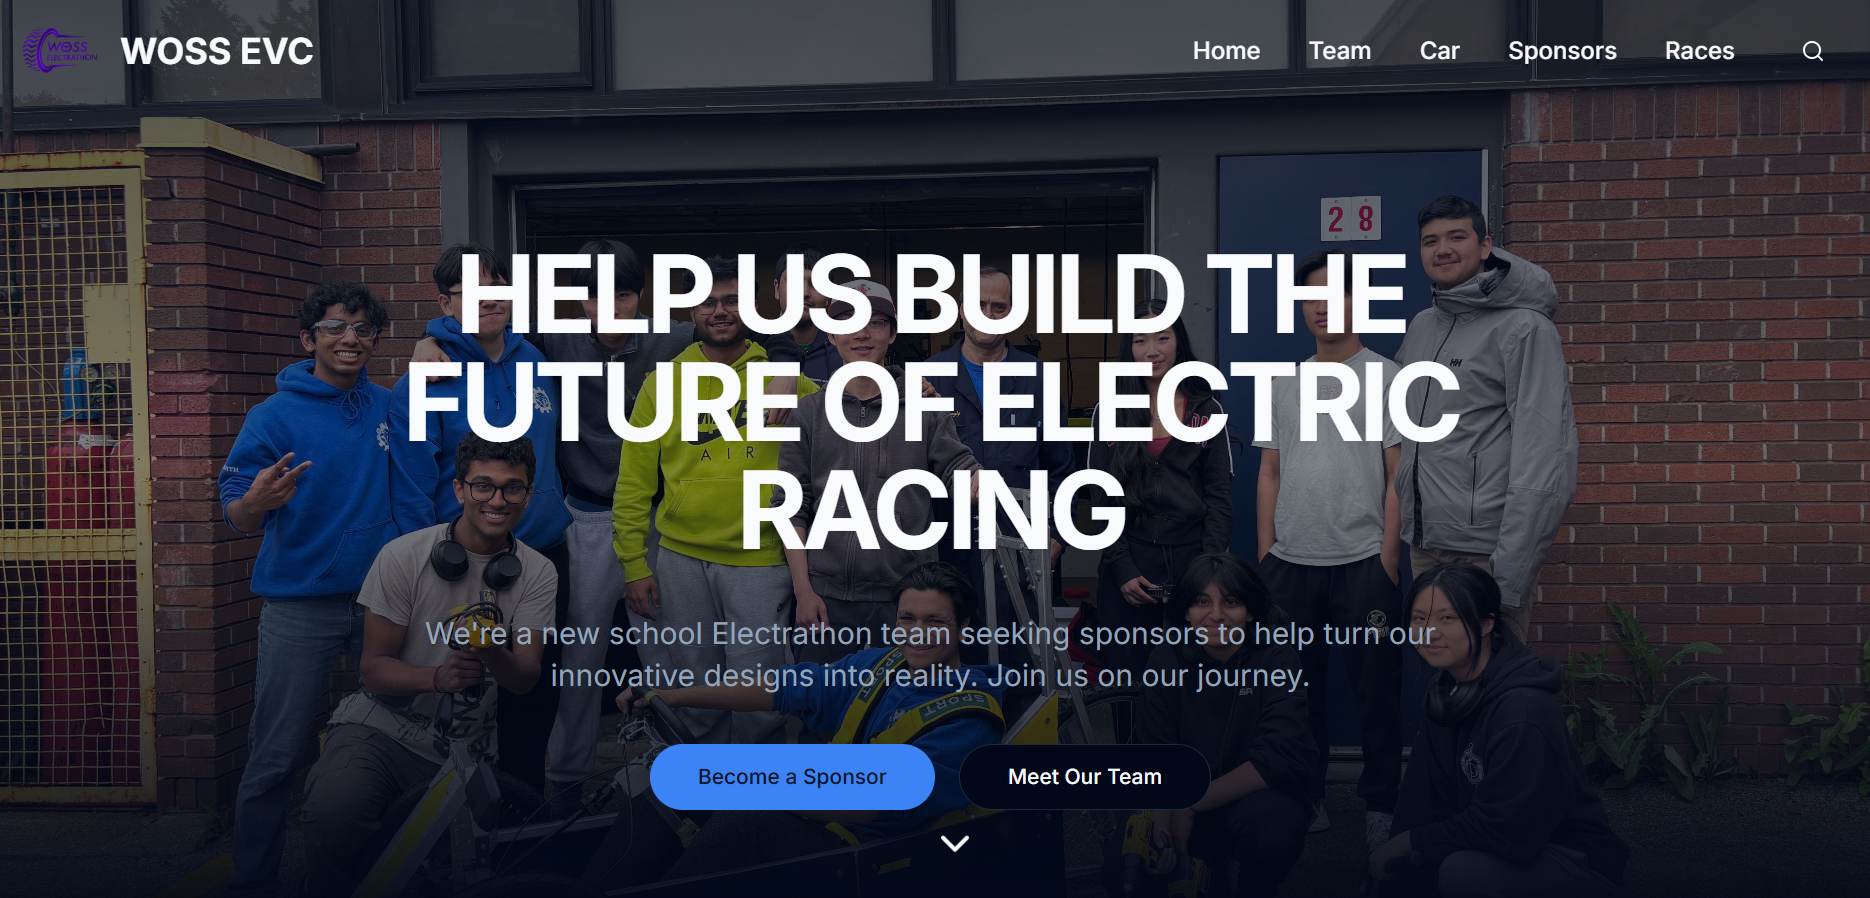 WOSS
ELECTRATHON
WOSS EVC
Home
Team
Car
Sponsors
Races
28
HELP US BUILD THE
FUTURE OF ELECTRIC
RACING
AIR
HH
We're a new school Electrathon team seeking sponsors to help turn our
innovative designs into reality. Join us on our journey.
SPORT
Become a Sponsor
Meet Our Team